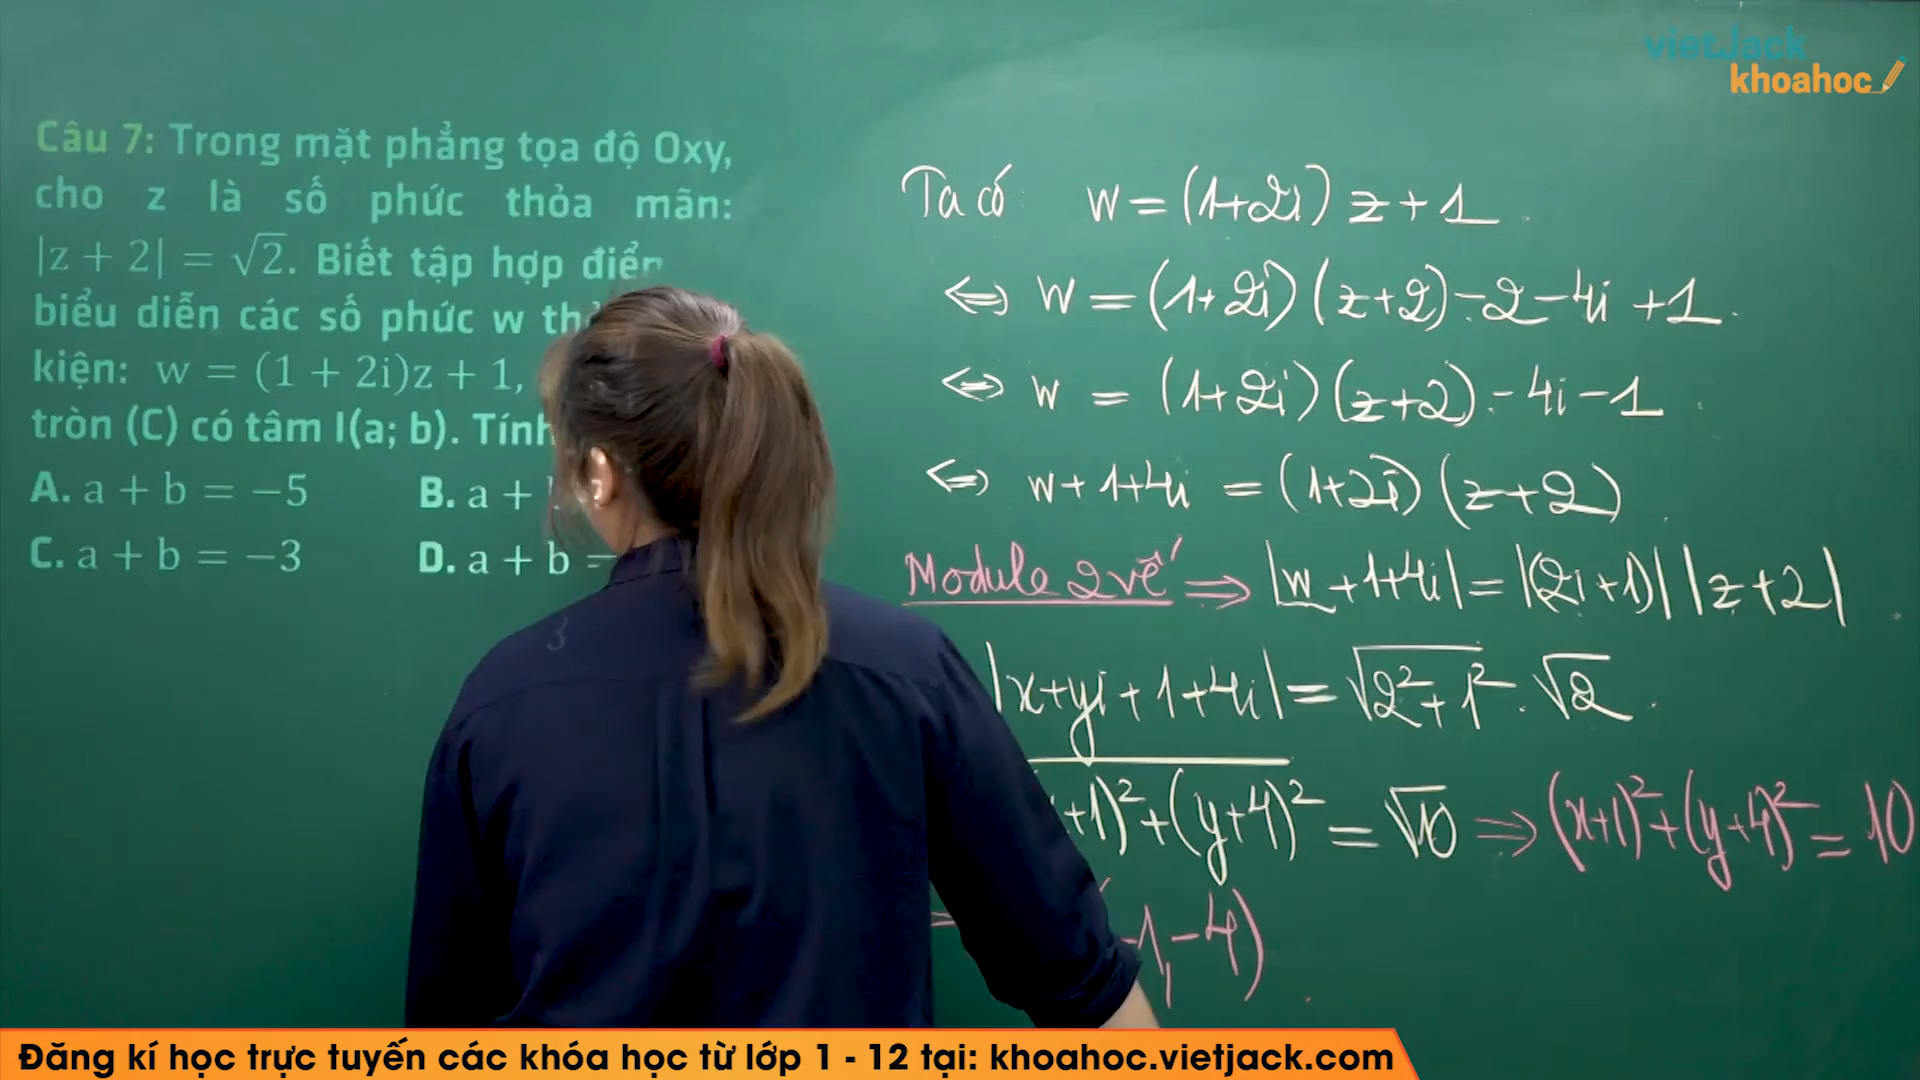 vietJack
khoahoc
Câu 7: Trong mặt phẳng tọa độ Oxy,
cho z là số phức thỏa mãn:
|z + 2| = √2. Biết tập hợp điểm
biểu diễn các số phức w
kiện: w = (1 + 2i)z + 1,
tròn (C) có tâm I(a; b). Tính
A. a + b = −5 B. a +
C. a + b = −3 D. a + b =
Ta có w = (1+2i) z + 1
⇔ w = (1+2i) (z+2) - 2 - 4i + 1
⇔ w = (1+2i) (z+2) - 4i - 1
⇔ w + 1 + 4i = (1+2i) (z+2)
Module 2 vế ⇒ |w + 1 + 4i| = |(2i + 1)| |z + 2|
|x + yi + 1 + 4i| = √2² + 1² . √2
+1)² + (y+4)² = √10 ⇒ (x+1)² + (y+4)² = 10
-1, -4)
Đăng kí học trực tuyến các khóa học từ lớp 1 - 12 tại: khoahoc.vietjack.com